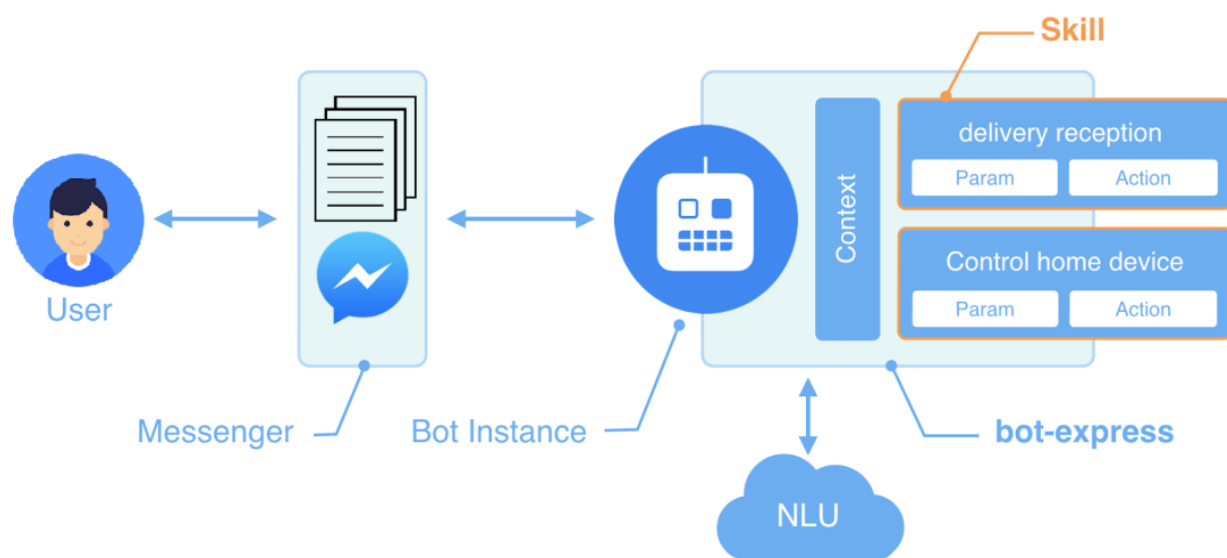 Skill
delivery reception
Param
Action
Context
Control home device
Param
Action
User
Messenger
Bot Instance
bot-express
NLU